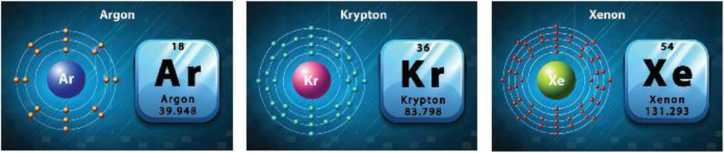 Argon
Ar
18
Ar
Argon
39.948
Krypton
Kr
36
Kr
Krypton
83.798
Xenon
Xe
54
Xe
Xenon
131.293